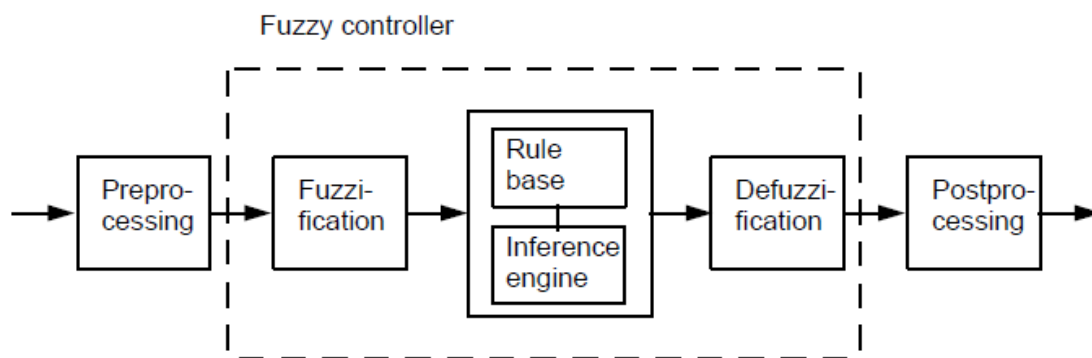 Fuzzy controller
Prepro-
cessing
Fuzzi-
fication
Rule
base
Inference
engine
Defuzzi-
fication
Postpro-
cessing